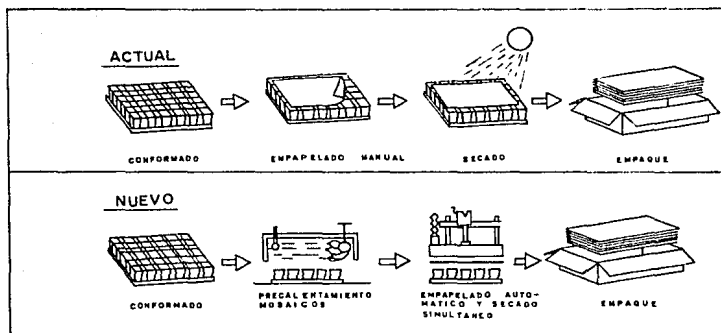 ACTUAL
CONFORMADO
EMPAPELADO MANUAL
SECADO
EMPAQUE
NUEVO
CONFORMADO
PRECALENTAMIENTO
MOSAICOS
EMPAPELADO AUTO-
MATICO Y SECADO
SIMULTANEO
EMPAQUE